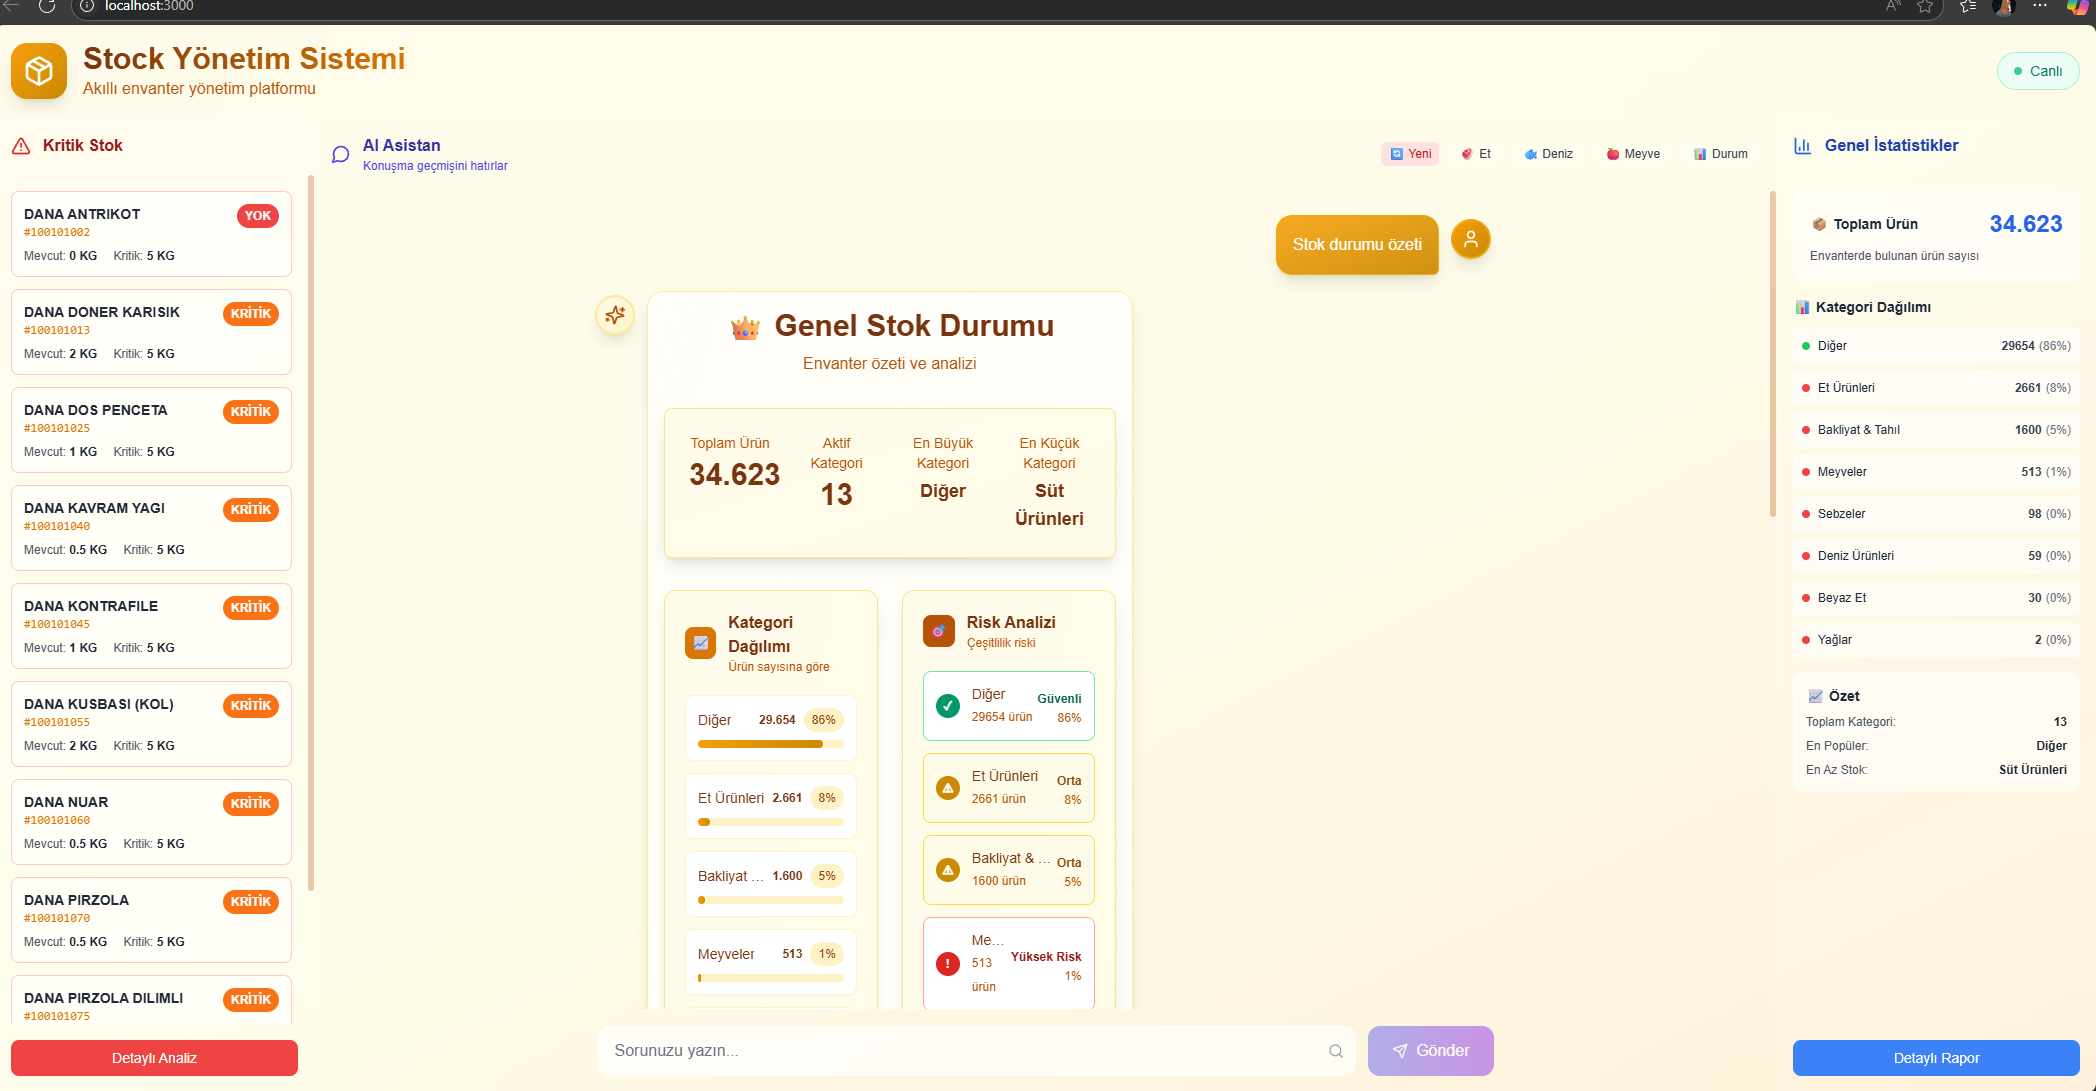 localhost:3000
Stock Yönetim Sistemi
Akıllı envanter yönetim platformu
Canlı
Kritik Stok
DANA ANTRIKOT
YOK
#100101002
Mevcut: 0 KG Kritik: 5 KG
DANA DONER KARISIK
KRİTİK
#100101013
Mevcut: 2 KG Kritik: 5 KG
DANA DOS PENCETA
KRİTİK
#100101025
Mevcut: 1 KG Kritik: 5 KG
DANA KAVRAM YAGI
KRİTİK
#100101040
Mevcut: 0.5 KG Kritik: 5 KG
DANA KONTRAFILE
KRİTİK
#100101045
Mevcut: 1 KG Kritik: 5 KG
DANA KUSBASI (KOL)
KRİTİK
#100101055
Mevcut: 2 KG Kritik: 5 KG
DANA NUAR
KRİTİK
#100101060
Mevcut: 0.5 KG Kritik: 5 KG
DANA PIRZOLA
KRİTİK
#100101070
Mevcut: 0.5 KG Kritik: 5 KG
DANA PIRZOLA DILIMLI
KRİTİK
#100101075
Detaylı Analiz
AI Asistan
Konuşma geçmişini hatırlar
Yeni
Et
Deniz
Meyve
Durum
Stok durumu özeti
Genel Stok Durumu
Envanter özeti ve analizi
Toplam Ürün
34.623
Aktif
Kategori
13
En Büyük
Kategori
Diğer
En Küçük
Kategori
Süt
Ürünleri
Kategori
Dağılımı
Ürün sayısına göre
Diğer 29.654 86%
Et Ürünleri 2.661 8%
Bakliyat ... 1.600 5%
Meyveler 513 1%
Risk Analizi
Çeşitlilik riski
Diğer
Güvenli
29654 ürün
86%
Et Ürünleri
Orta
2661 ürün
8%
Bakliyat & ...
Orta
1600 ürün
5%
Me...
Yüksek Risk
513
1%
ürün
Sorunuzu yazın...
Gönder
Genel İstatistikler
Toplam Ürün
34.623
Envanterde bulunan ürün sayısı
Kategori Dağılımı
Diğer 29654 (86%)
Et Ürünleri 2661 (8%)
Bakliyat & Tahıl 1600 (5%)
Meyveler 513 (1%)
Sebzeler 98 (0%)
Deniz Ürünleri 59 (0%)
Beyaz Et 30 (0%)
Yağlar 2 (0%)
Özet
Toplam Kategori: 13
En Popüler: Diğer
En Az Stok: Süt Ürünleri
Detaylı Rapor